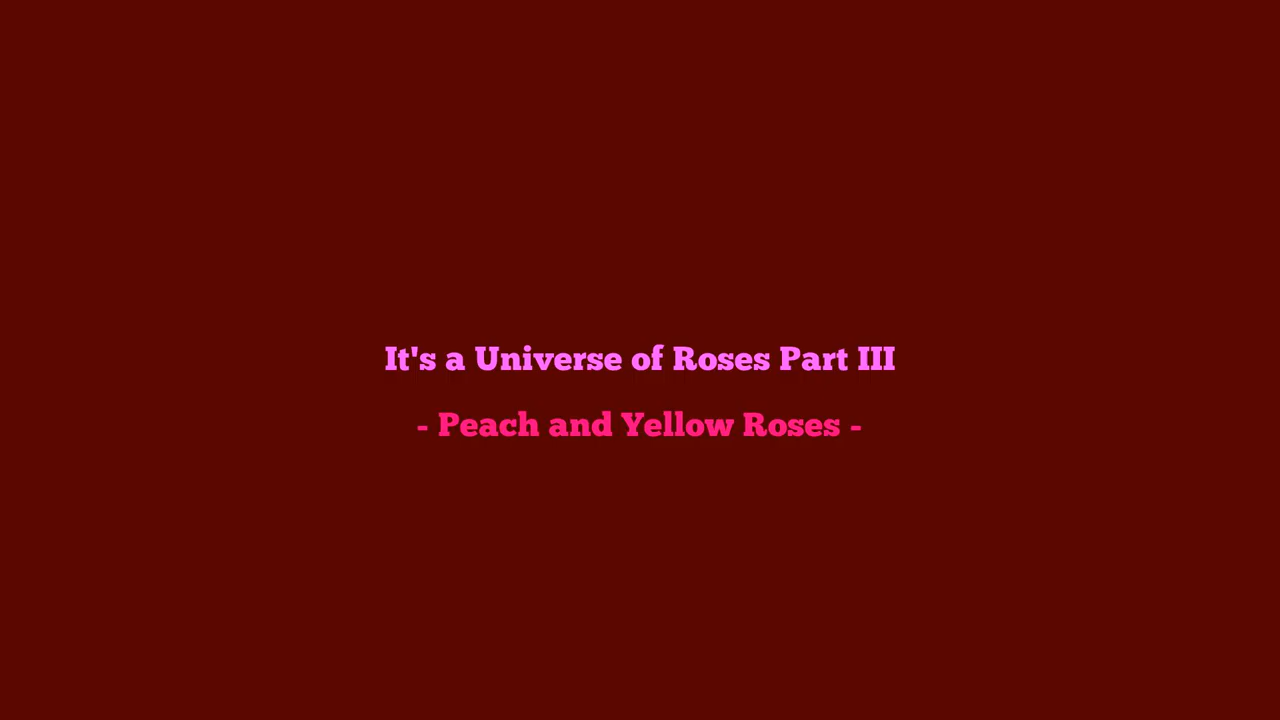 It's a Universe of Roses Part III
- Peach and Yellow Roses -